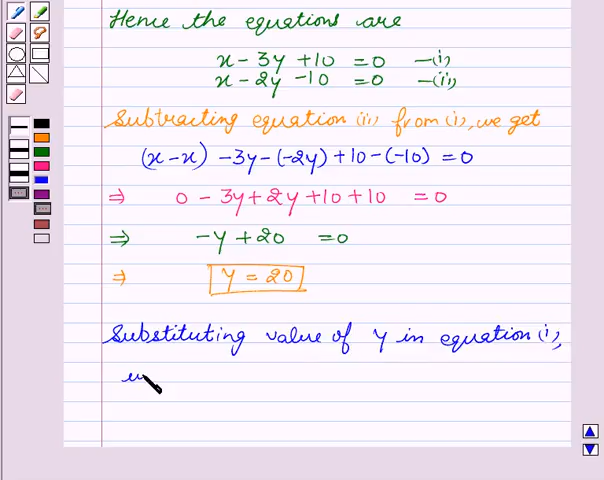 Hence the equations are
x - 3y + 10 = 0 -(i)
x - 2y - 10 = 0 -(ii)
Subtracting equation (ii) from (i), we get
(x - x) - 3y - (-2y) + 10 - (-10) = 0
⇒ 0 - 3y + 2y + 10 + 10 = 0
⇒ -y + 20 = 0
⇒ y = 20
Substituting value of y in equation (i),